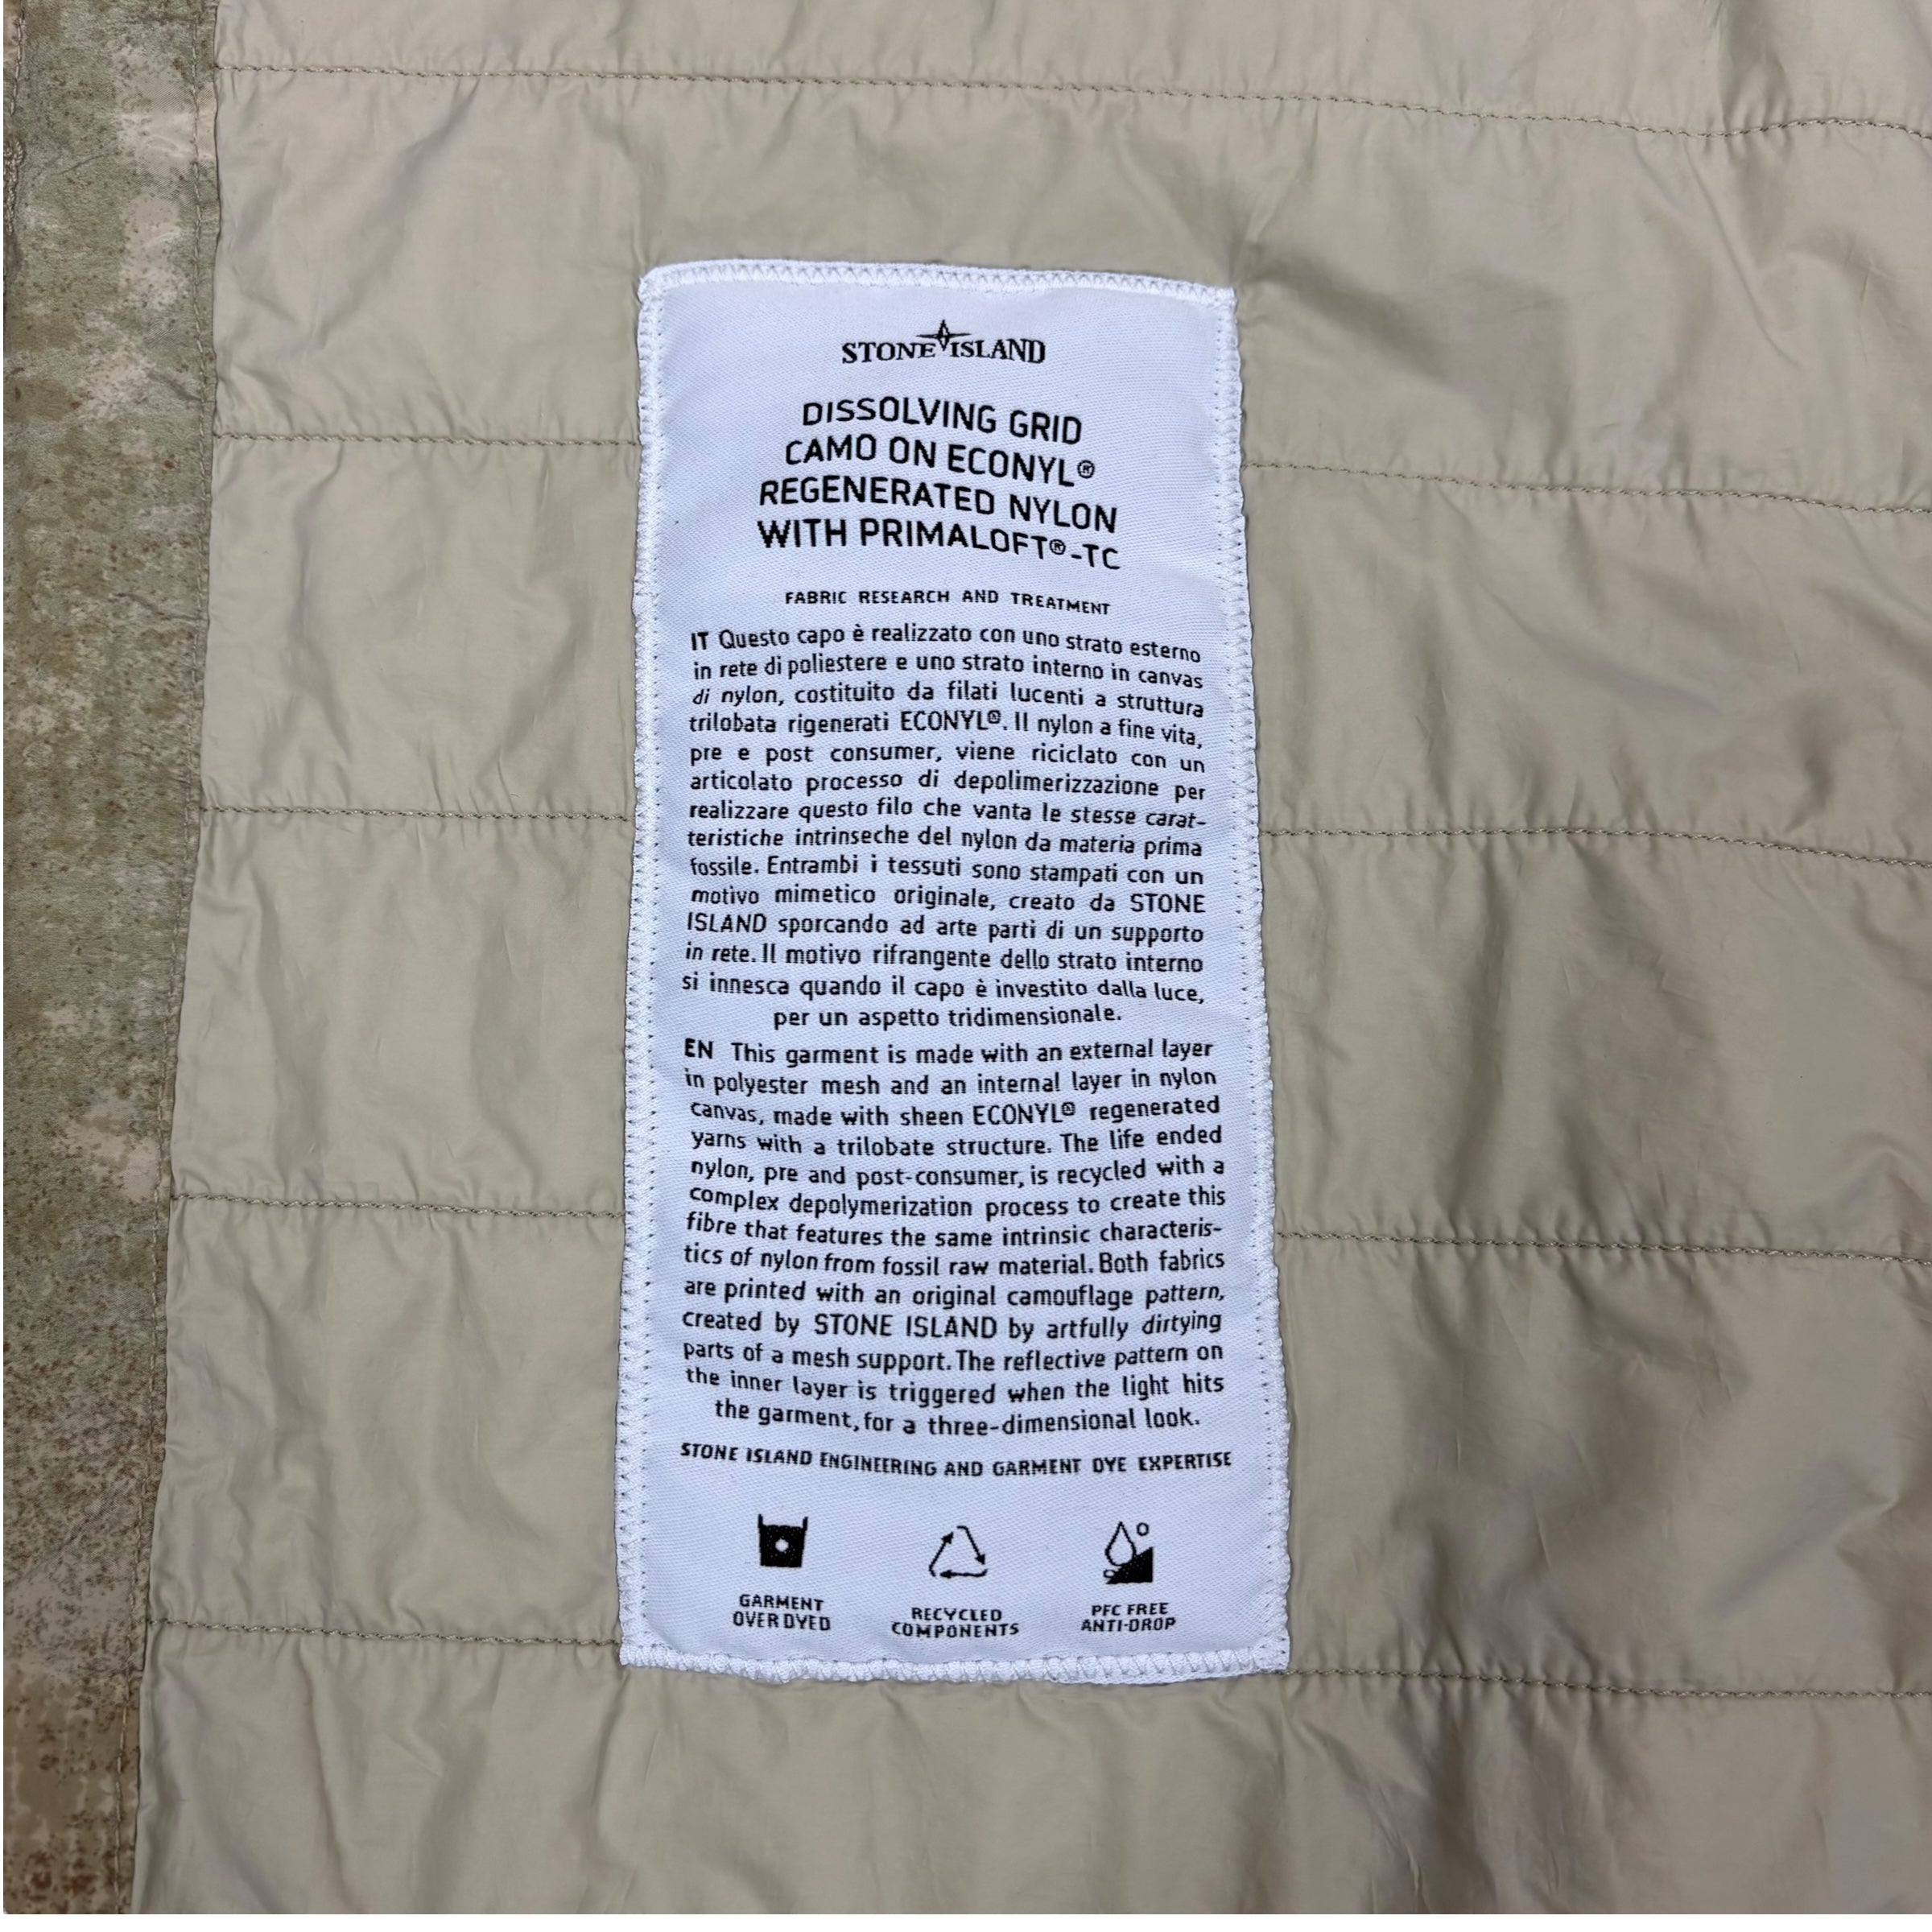 STONE ISLAND
DISSOLVING GRID
CAMO ON ECONYL®
REGENERATED NYLON
WITH PRIMALOFT®-TC
FABRIC RESEARCH AND TREATMENT
IT Questo capo è realizzato con uno strato esterno
in rete di poliestere e uno strato interno in canvas
di nylon, costituito da filati lucenti a struttura
trilobata rigenerati ECONYL®. Il nylon a fine vita,
pre e post consumer, viene riciclato con un
articolato processo di depolimerizzazione per
realizzare questo filo che vanta le stesse carat-
teristiche intrinseche del nylon da materia prima
fossile. Entrambi i tessuti sono stampati con un
motivo mimetico originale, creato da STONE
ISLAND sporcando ad arte parti di un supporto
in rete. Il motivo rifrangente dello strato interno
si innesca quando il capo è investito dalla luce,
per un aspetto tridimensionale.
EN This garment is made with an external layer
in polyester mesh and an internal layer in nylon
canvas, made with sheen ECONYL® regenerated
yarns with a trilobate structure. The life ended
nylon, pre and post-consumer, is recycled with a
complex depolymerization process to create this
fibre that features the same intrinsic characteris-
tics of nylon from fossil raw material. Both fabrics
are printed with an original camouflage pattern,
created by STONE ISLAND by artfully dirtying
parts of a mesh support. The reflective pattern on
the inner layer is triggered when the light hits
the garment, for a three-dimensional look.
STONE ISLAND ENGINEERING AND GARMENT DYE EXPERTISE
GARMENT
OVER DYED
RECYCLED
COMPONENTS
PFC FREE
ANTI-DROP